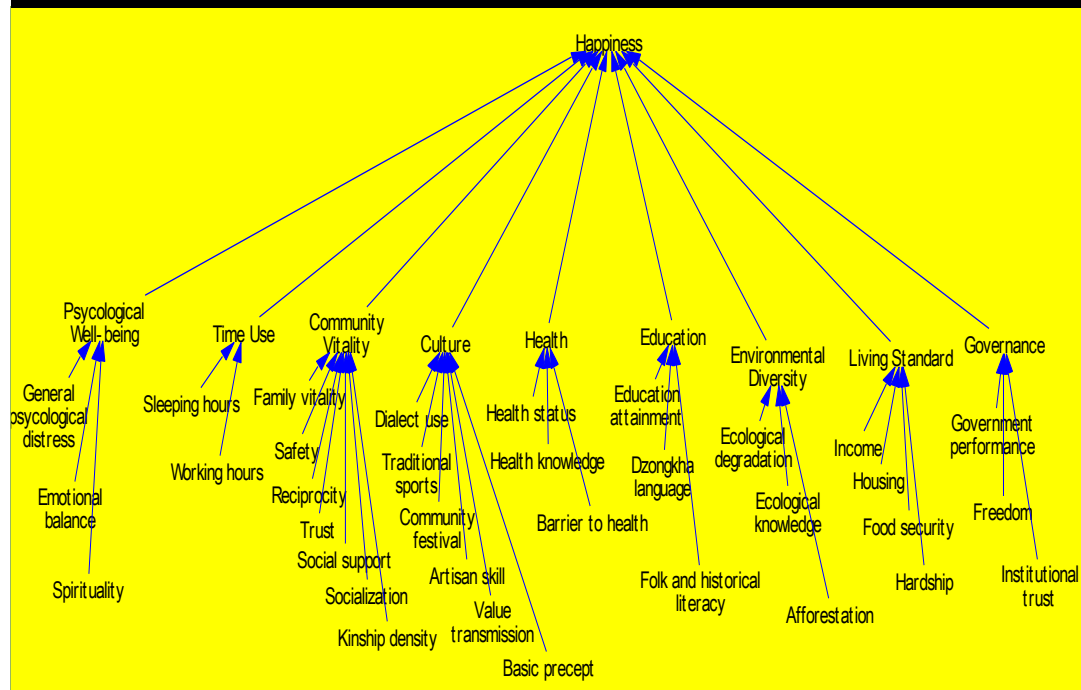 Happiness
Psycological
Well-being
Time Use
Community
Vitality
Culture
Health
Education
Environmental
Diversity
Living Standard
Governance
General
psycological
distress
Emotional
balance
Spirituality
Sleeping hours
Working hours
Family vitality
Safety
Reciprocity
Trust
Social support
Socialization
Kinship density
Dialect use
Traditional
sports
Community
festival
Artisan skill
Value
transmission
Basic precept
Health status
Health knowledge
Barrier to health
Education
attainment
Dzongkha
language
Folk and historical
literacy
Ecological
degradation
Ecological
knowledge
Afforestation
Income
Housing
Food security
Hardship
Government
performance
Freedom
Institutional
trust